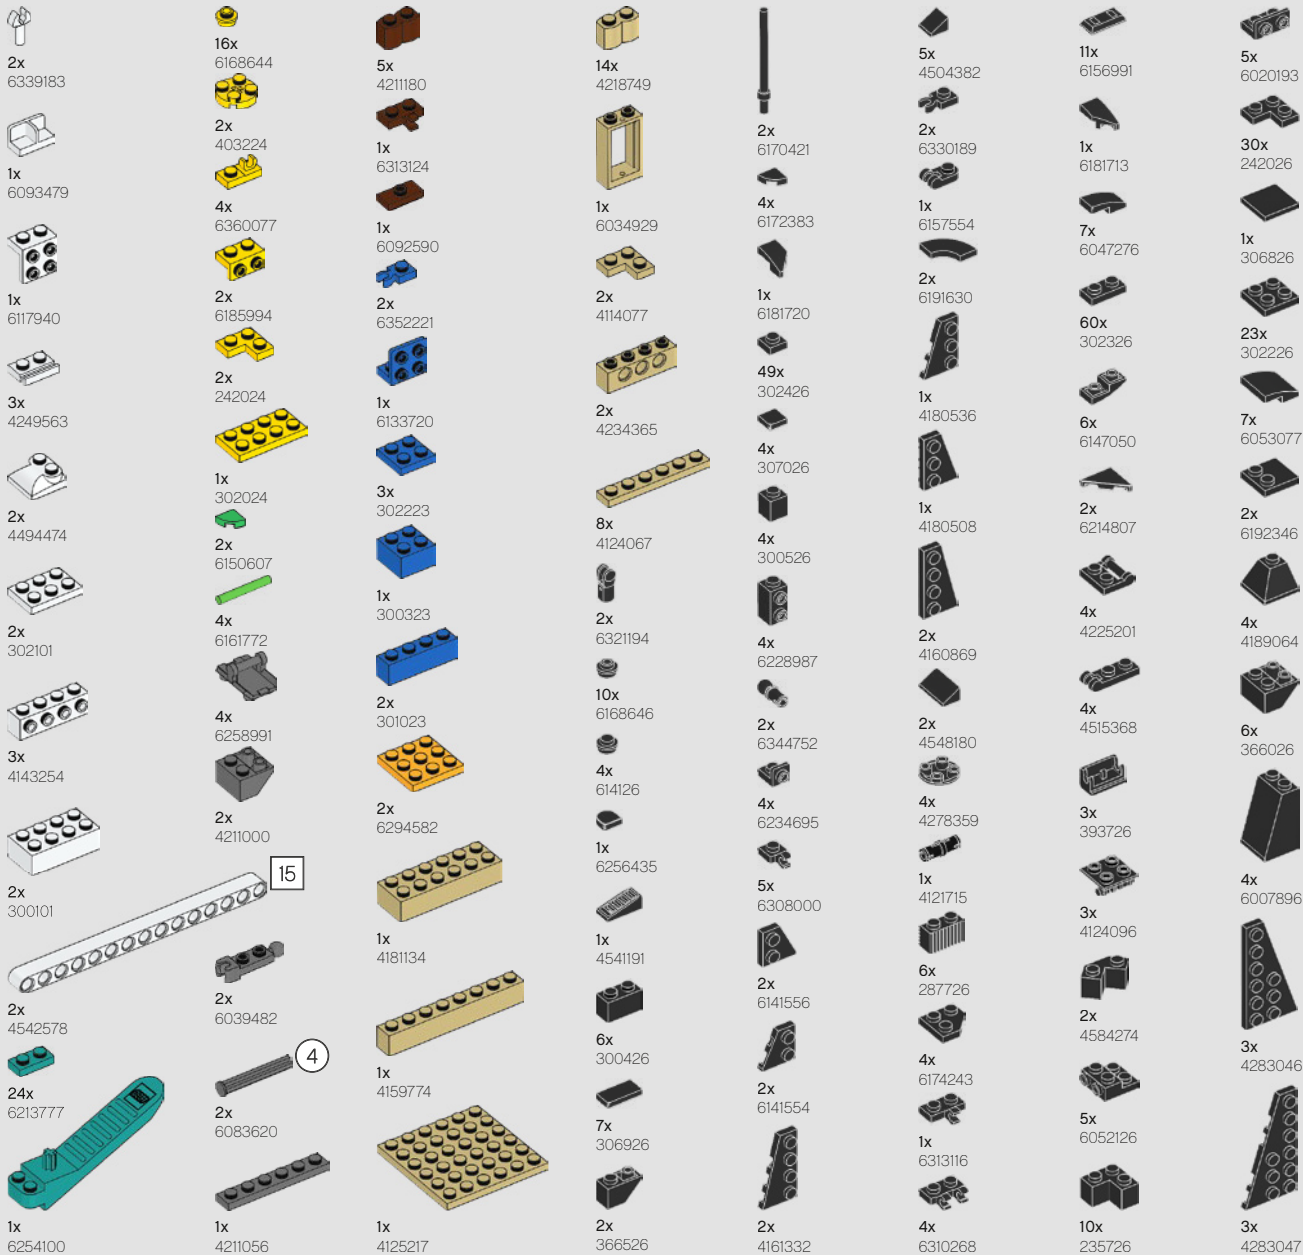 2x
6339183
1x
6093479
1x
6117940
3x
4249563
2x
4494474
2x
302101
3x
4143254
2x
300101
15
2x
4542578
24x
6213777
1x
6254100
16x
6168644
2x
403224
4x
6360077
2x
6185994
2x
242024
1x
302024
2x
6150607
4x
6161772
4x
6258991
2x
4211000
2x
6039482
4
2x
6083620
1x
4211056
5x
4211180
1x
6313124
1x
6092590
2x
6352221
1x
6133720
3x
302223
1x
300323
2x
301023
2x
6294582
1x
4181134
1x
4159774
1x
4125217
14x
4218749
1x
6034929
2x
4114077
2x
4234365
8x
4124067
2x
6321194
10x
6168646
4x
614126
1x
6256435
1x
4541191
6x
300426
7x
306926
2x
366526
2x
6170421
4x
6172383
1x
6181720
49x
302426
4x
307026
4x
300526
4x
6228987
2x
6344752
4x
6234695
5x
6308000
2x
6141556
2x
6141554
2x
4161332
5x
4504382
2x
6330189
1x
6157554
2x
6191630
1x
4180536
1x
4180508
2x
4160869
2x
4548180
4x
4278359
1x
4121715
6x
287726
4x
6174243
1x
6313116
4x
6310268
11x
6156991
1x
6181713
7x
6047276
60x
302326
6x
6147050
2x
6214807
4x
4225201
4x
4515368
3x
393726
3x
4124096
2x
4584274
5x
6052126
10x
235726
5x
6020193
30x
242026
1x
306826
23x
302226
7x
6053077
2x
6192346
4x
4189064
6x
366026
4x
6007896
3x
4283046
3x
4283047